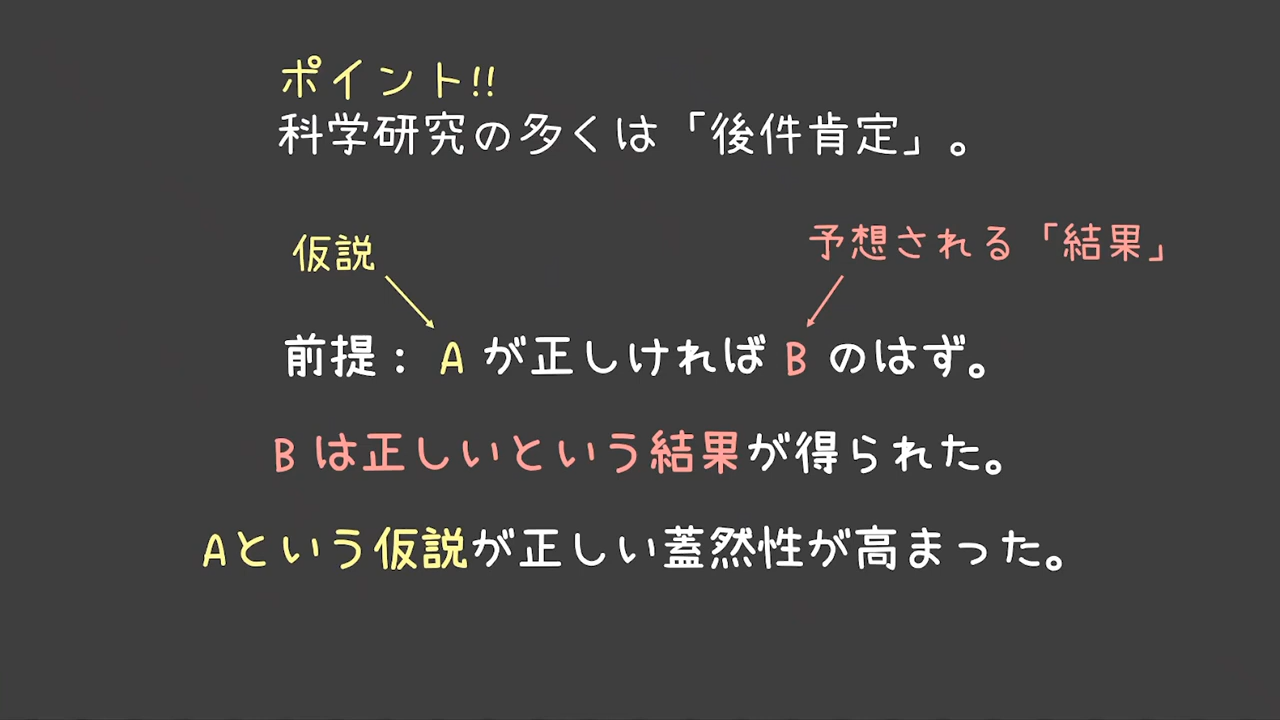 ポイント!!
科学研究の多くは「後件肯定」。
仮説
予想される「結果」
前提： A が正しければ B のはず。
B は正しいという結果が得られた。
Aという仮説が正しい蓋然性が高まった。